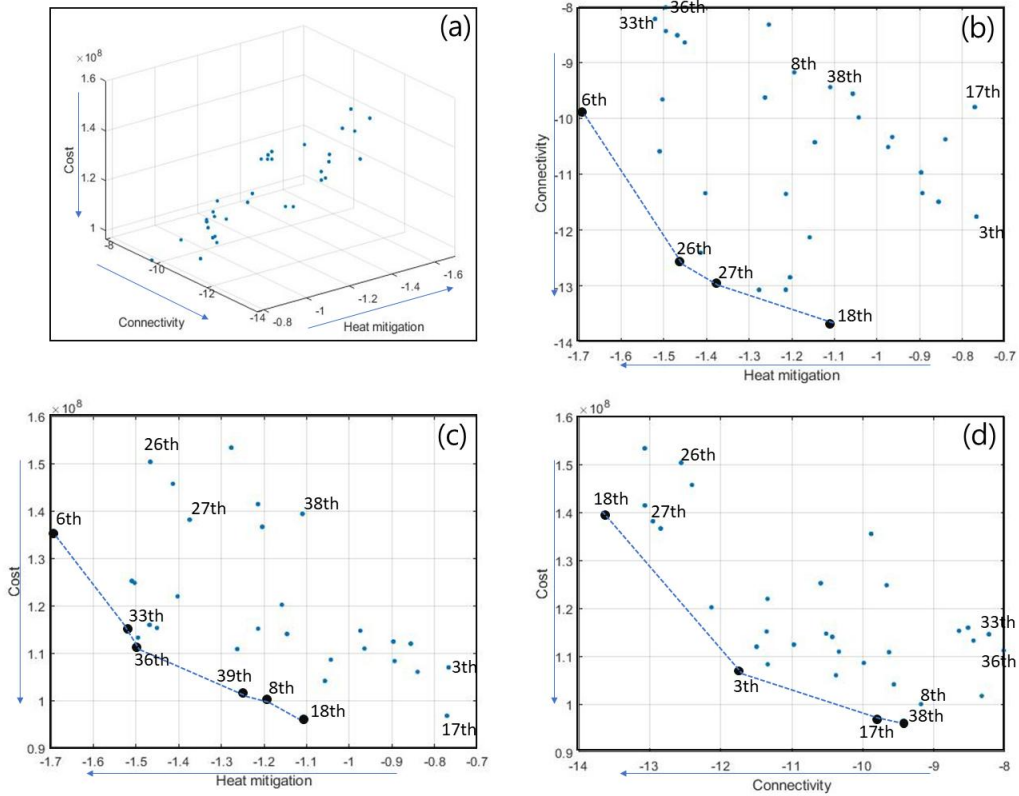 (a)
×10⁸
1.6
1.4
1.2
1
Cost
-8
-10
-12
-14
Connectivity
-0.8
-1
-1.2
-1.4
-1.6
Heat mitigation
(b)
-8
-9
-10
-11
-12
-13
-14
Connectivity
36th
33th
8th
38th
17th
6th
3th
26th
27th
18th
-1.7
-1.6
-1.5
-1.4
-1.3
-1.2
-1.1
-1
-0.9
-0.8
-0.7
Heat mitigation
(c)
×10⁸
1.6
1.5
1.4
1.3
1.2
1.1
1
0.9
Cost
26th
27th
38th
6th
33th
36th
39th
8th
18th
3th
17th
-1.7
-1.6
-1.5
-1.4
-1.3
-1.2
-1.1
-1
-0.9
-0.8
-0.7
Heat mitigation
(d)
×10⁸
1.6
1.5
1.4
1.3
1.2
1.1
1
0.9
Cost
26th
18th
27th
33th
36th
3th
8th
38th
17th
-14
-13
-12
-11
-10
-9
-8
Connectivity